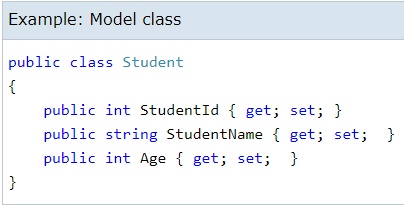 Example: Model class
public class Student
{
    public int StudentId { get; set; }
    public string StudentName { get; set;  }
    public int Age { get; set;  }
}